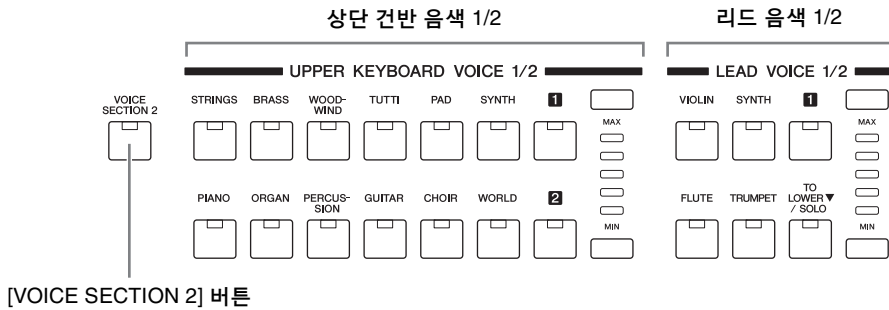 상단 건반 음색 1/2
리드 음색 1/2
UPPER KEYBOARD VOICE 1/2
LEAD VOICE 1/2
VOICE SECTION 2
STRINGS BRASS WOOD-WIND TUTTI PAD SYNTH 1
VIOLIN SYNTH 1
MAX
MAX
PIANO ORGAN PERCUS-SION GUITAR CHOIR WORLD 2
FLUTE TRUMPET TO LOWER▼ / SOLO
MIN
MIN
[VOICE SECTION 2] 버튼